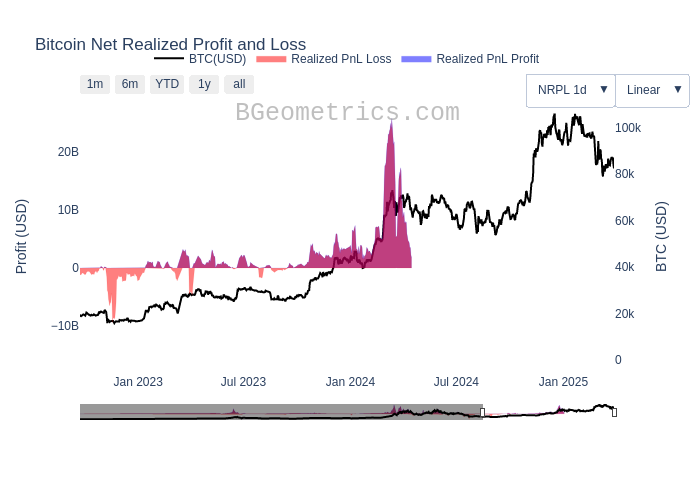 Bitcoin Net Realized Profit and Loss
BTC(USD) Realized PnL Loss Realized PnL Profit
1m 6m YTD 1y all
NRPL 1d ▼ Linear ▼
BGeometrics.com
20B
10B
0
−10B
Profit (USD)
100k
80k
60k
40k
20k
0
BTC (USD)
Jan 2023 Jul 2023 Jan 2024 Jul 2024 Jan 2025